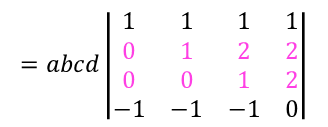 1 1 1 1
0 1 2 2
= abcd
0 0 1 2
−1 −1 −1 0